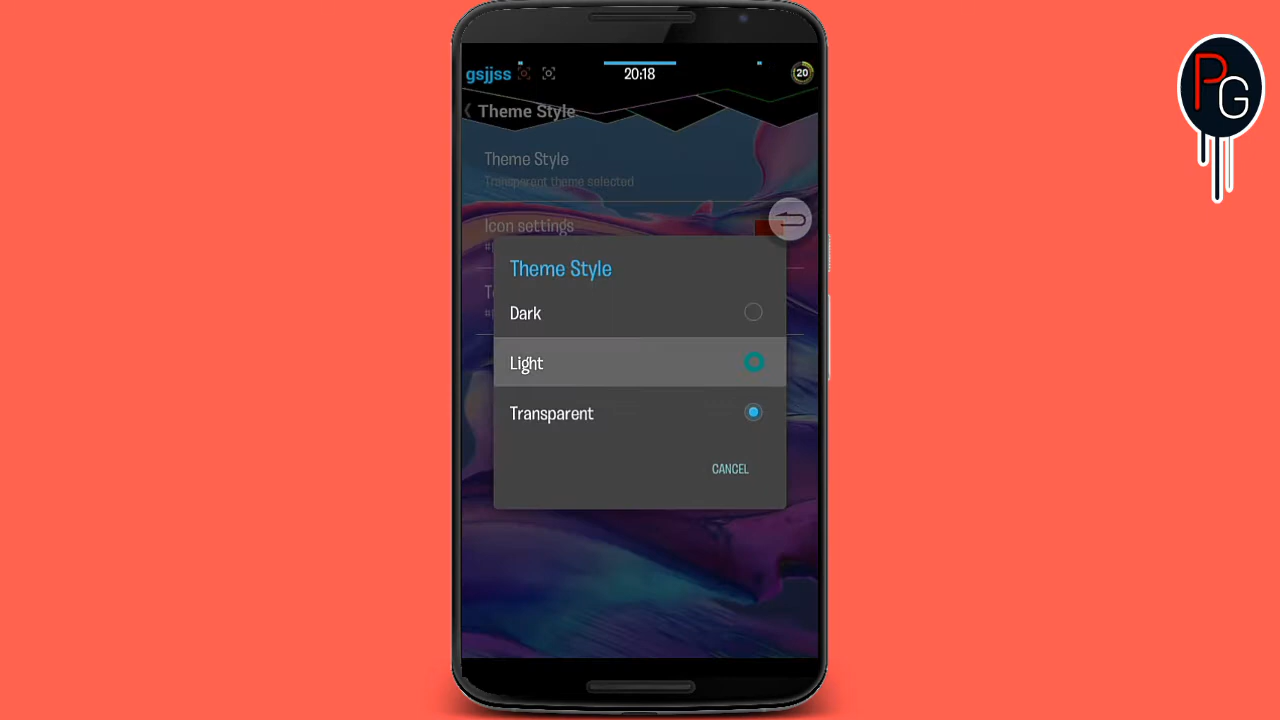 gsjjss
20:18
20
Theme Style
Theme Style
Transparent theme selected
Icon settings
Theme Style
Dark
Light
Transparent
CANCEL
PG